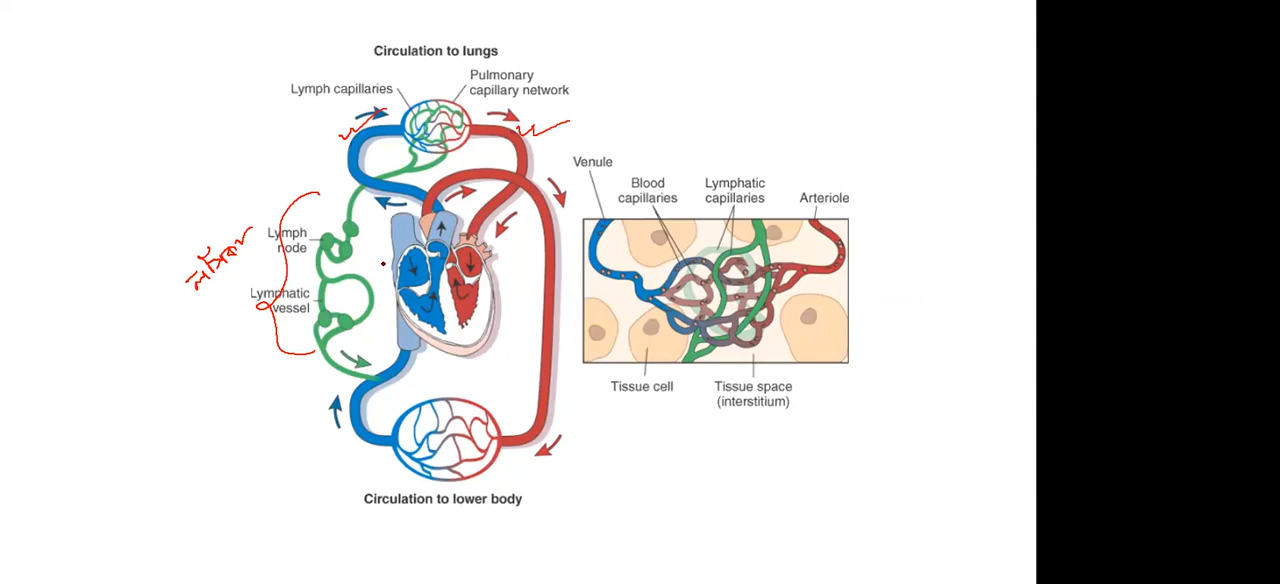 Circulation to lungs
Pulmonary
capillary network
Lymph capillaries
Venule
Blood
capillaries
Lymphatic
capillaries
Arteriole
Lymph
node
Lymphatic
vessel
Tissue cell
Tissue space
(interstitium)
Circulation to lower body